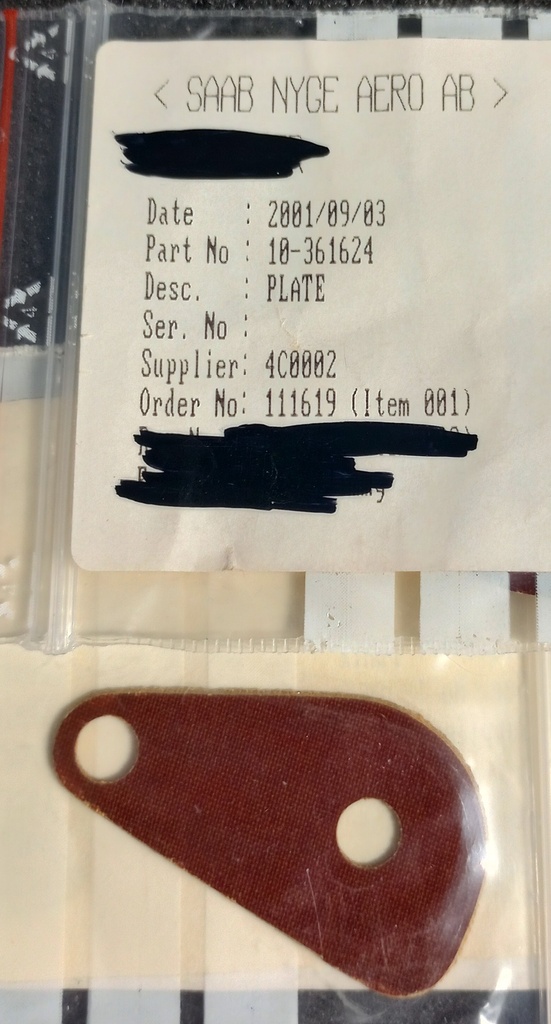 < SAAB NYGE AERO AB >
Date : 2001/09/03
Part No : 10-361624
Desc. : PLATE
Ser. No :
Supplier: 4C0002
Order No: 111619 (Item 001)